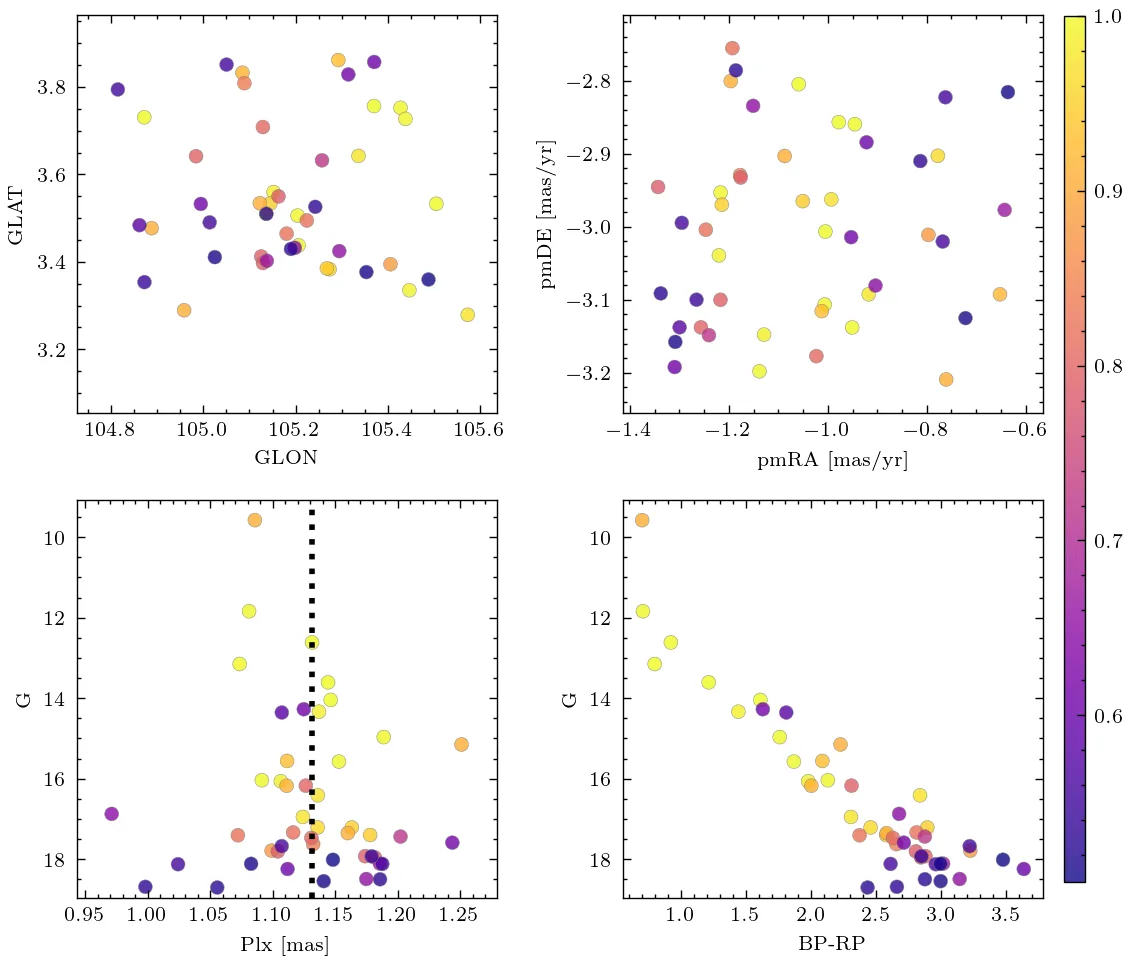 3.8
3.6
3.4
3.2
GLAT
104.8 105.0 105.2 105.4 105.6
GLON
−2.8
−2.9
−3.0
−3.1
−3.2
pmDE [mas/yr]
−1.4 −1.2 −1.0 −0.8 −0.6
pmRA [mas/yr]
1.0
0.9
0.8
0.7
0.6
10
12
14
16
18
G
0.95 1.00 1.10 1.15 1.20 1.25
Plx [mas]
10
12
14
16
18
G
1.0 1.5 2.0 2.5 3.0 3.5
BP-RP